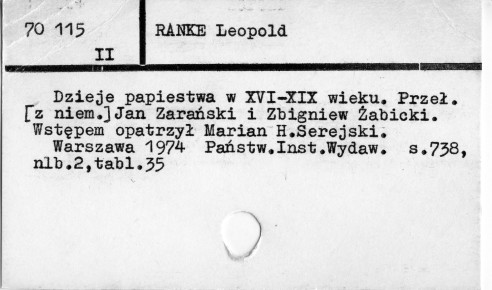 70 115
II
RANKE Leopold
Dzieje papiestwa w XVI-XIX wieku. Przeł.
[z niem.] Jan Zarański i Zbigniew Żabicki.
Wstępem opatrzył Marian H.Serejski.
Warszawa 1974 Państw.Inst.Wydaw. s.738,
nlb.2,tabl.35